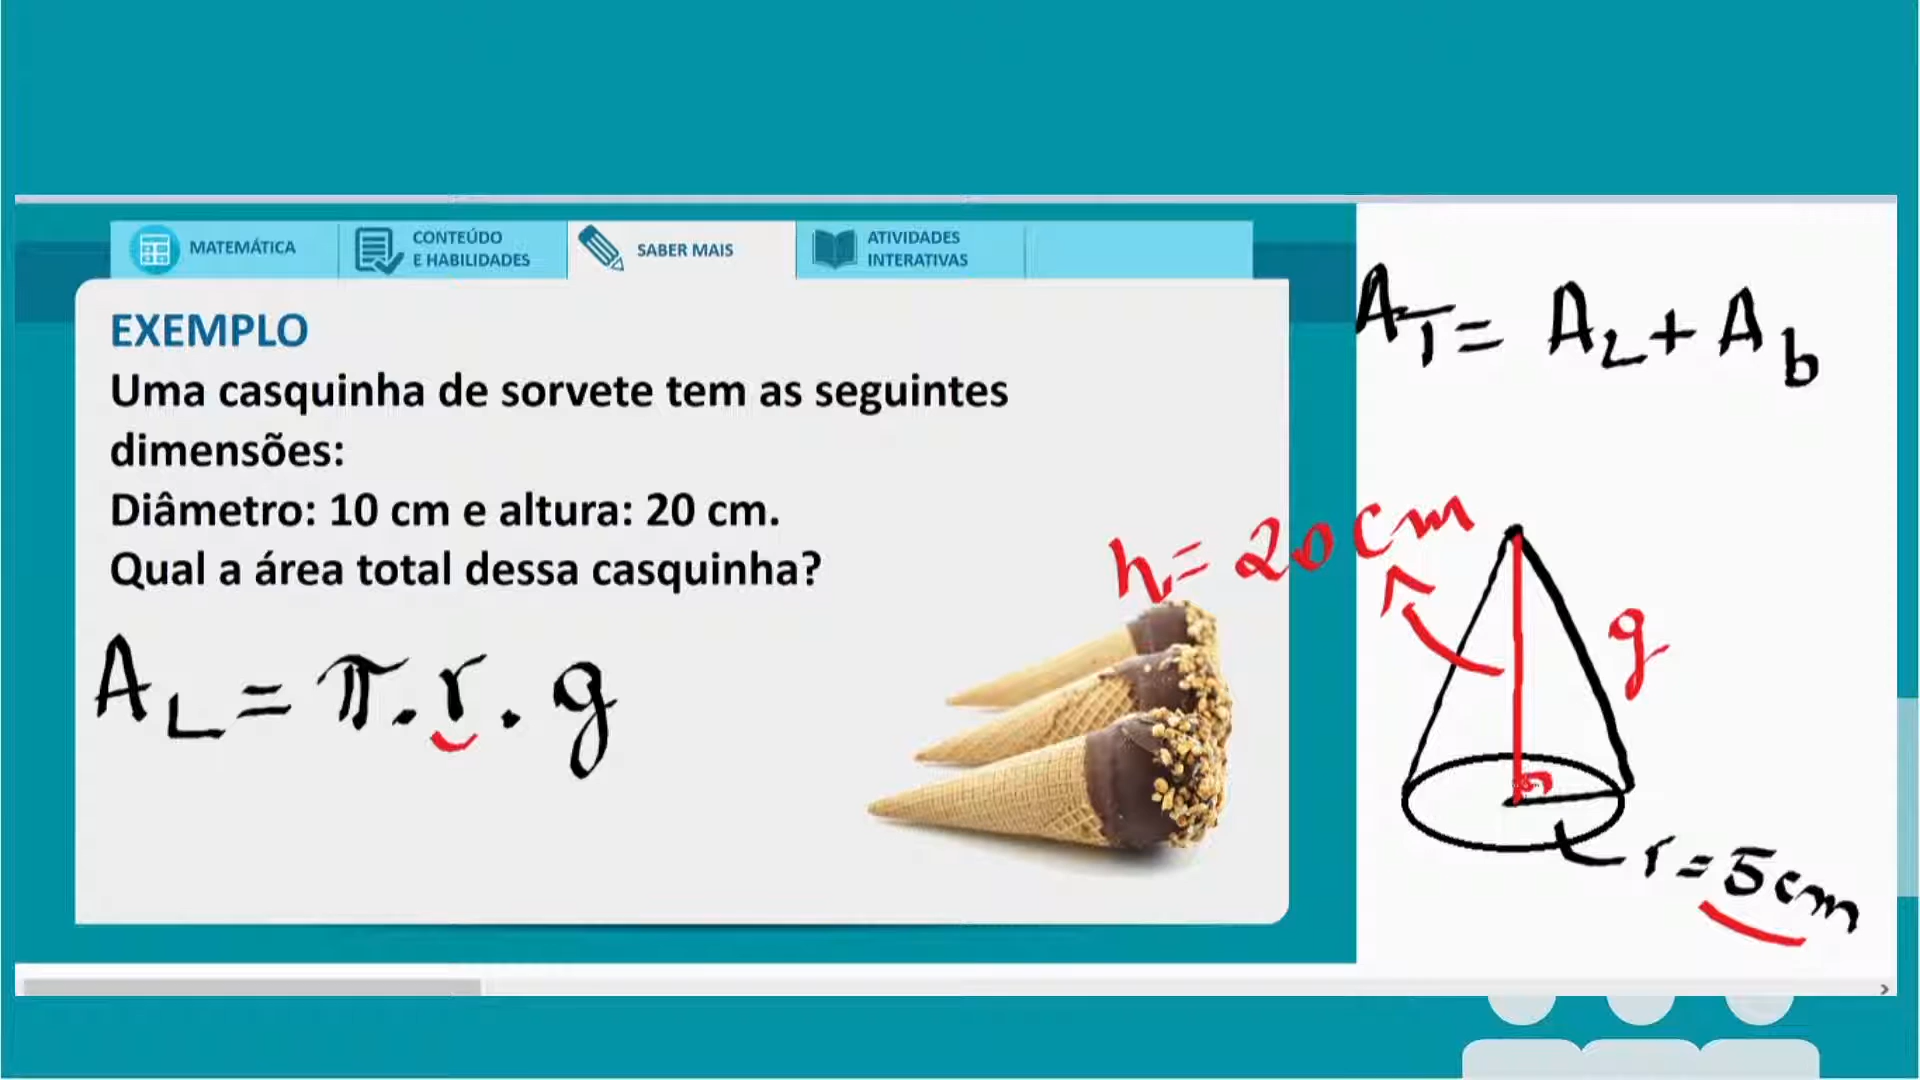 MATEMÁTICA
CONTEÚDO
E HABILIDADES
SABER MAIS
ATIVIDADES
INTERATIVAS
EXEMPLO
Uma casquinha de sorvete tem as seguintes
dimensões:
Diâmetro: 10 cm e altura: 20 cm.
Qual a área total dessa casquinha?
A_L = π.r.g
A_T = A_L + A_b
h = 20 cm
g
r = 5 cm